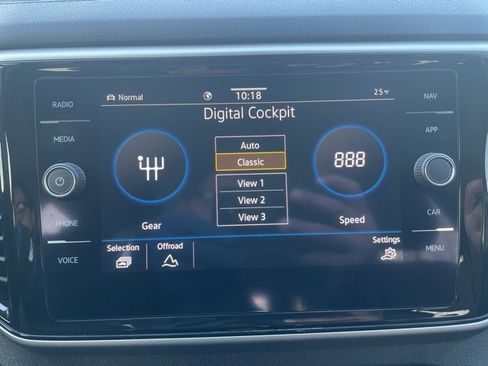 RADIO
MEDIA
PHONE
VOICE
Normal
10:18
25°F
Digital Cockpit
Auto
Classic
View 1
View 2
View 3
888
Gear
Speed
Selection
Offroad
Settings
NAV
APP
CAR
MENU